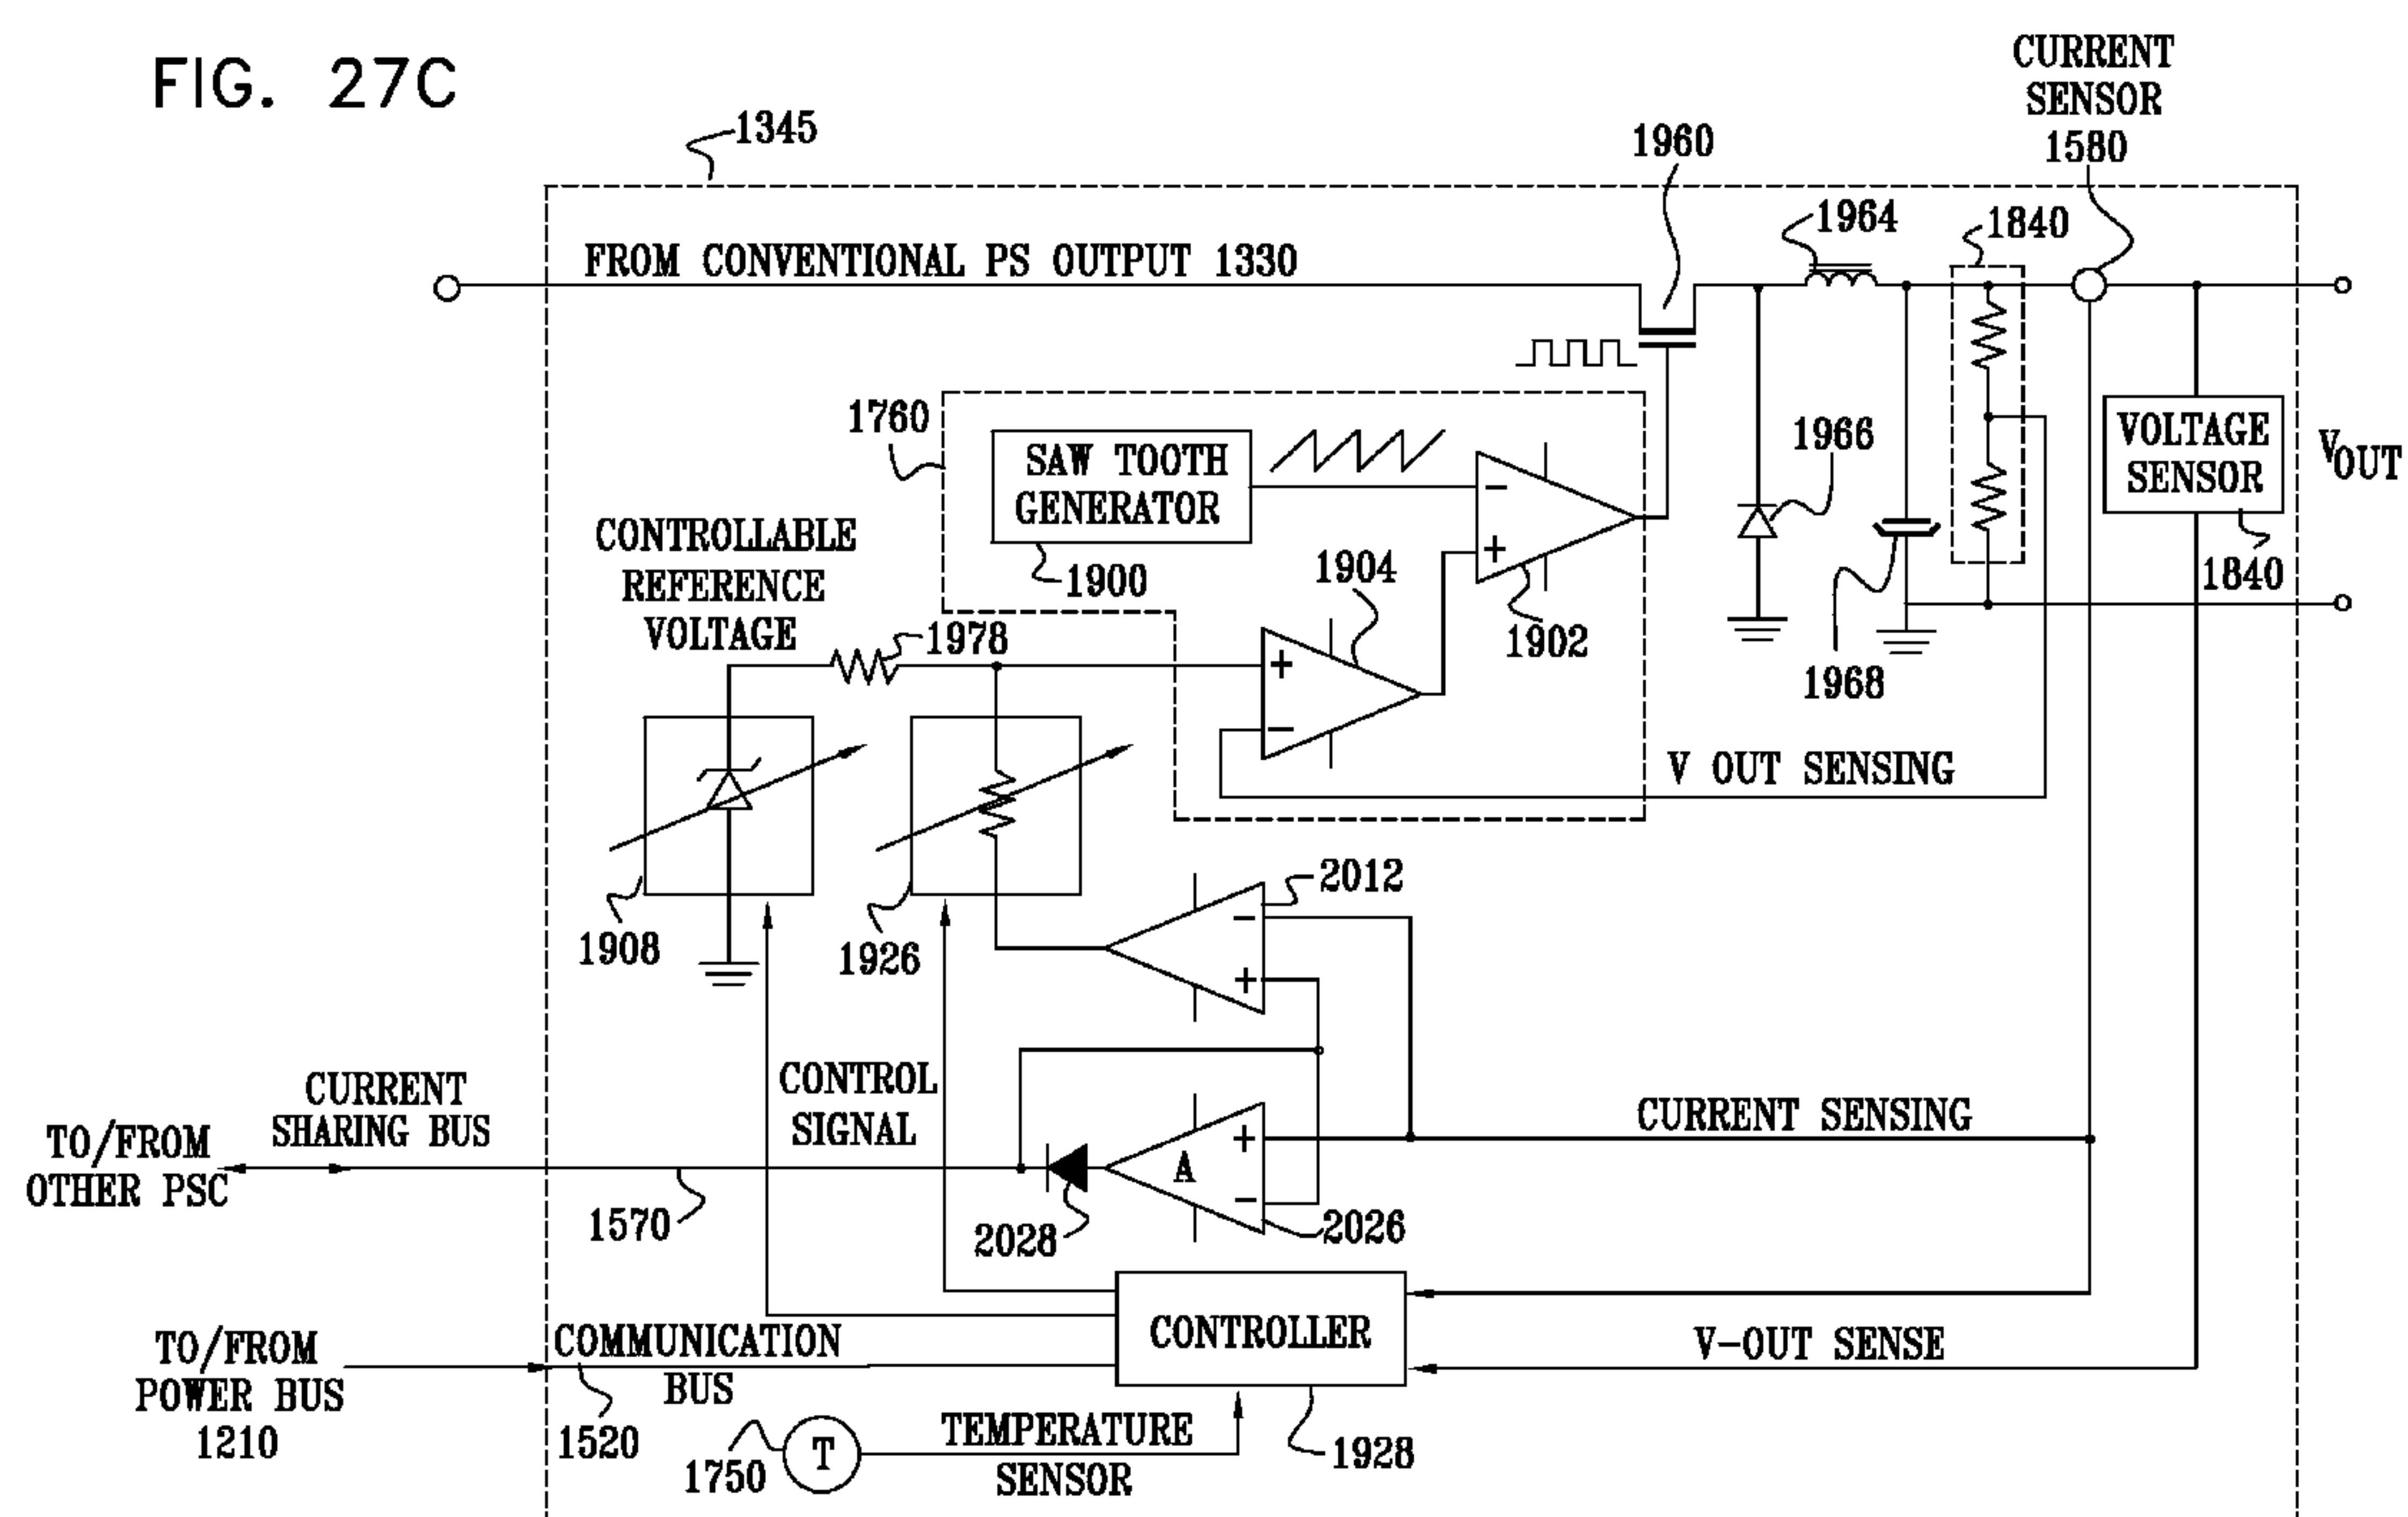 FIG. 27C
CURRENT
SENSOR
1580
1345
1960
1964
1840
FROM CONVENTIONAL PS OUTPUT 1330
1760
SAW TOOTH
GENERATOR
1900
−
+
1902
1904
1966
1968
VOLTAGE
SENSOR
1840
VOUT
CONTROLLABLE
REFERENCE
VOLTAGE
1978
+
−
V OUT SENSING
1908
1926
2012
−
+
CURRENT
SHARING BUS
TO/FROM
OTHER PSC
1570
CONTROL
SIGNAL
2028
A
+
−
2026
CURRENT SENSING
TO/FROM
POWER BUS
1210
COMMUNICATION
BUS
1520
CONTROLLER
1928
V-OUT SENSE
1750
T
TEMPERATURE
SENSOR